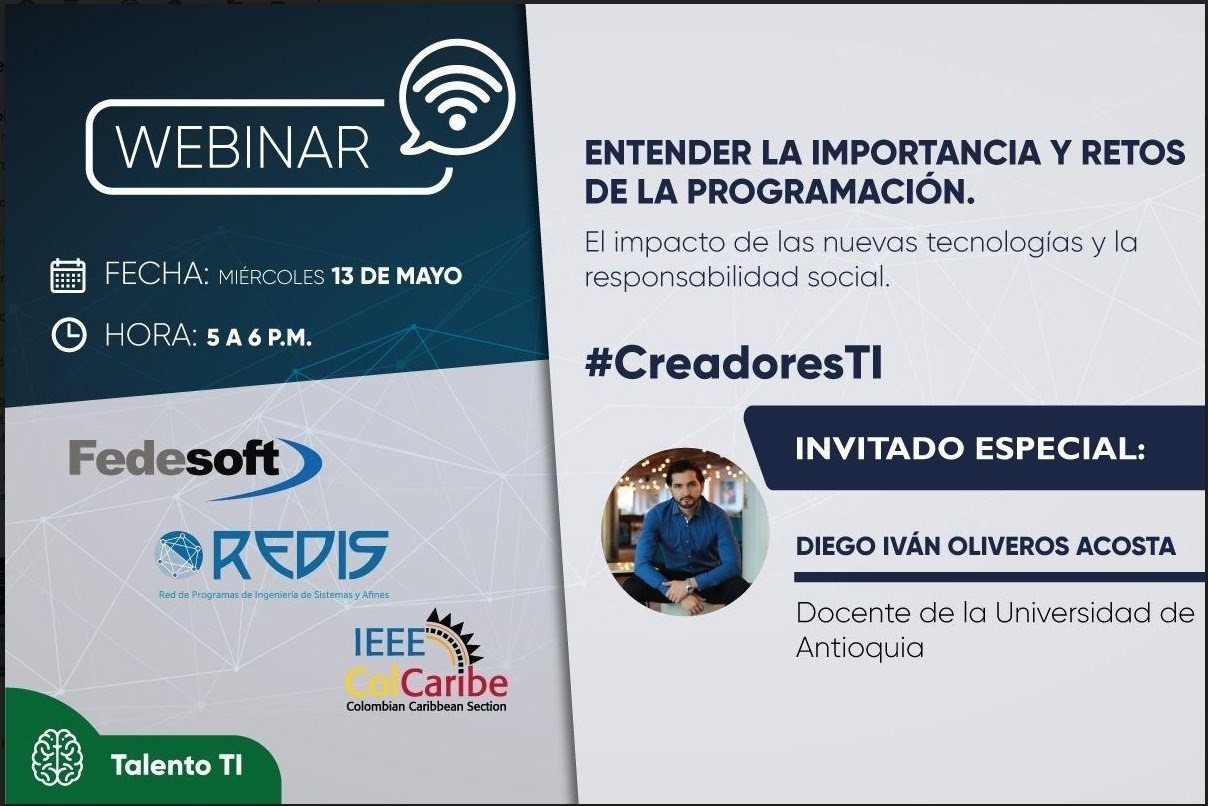 WEBINAR
FECHA: MIÉRCOLES 13 DE MAYO
HORA: 5 A 6 P.M.
Fedesoft
REDIS
Red de Programas de Ingeniería de Sistemas y Afines
IEEE
ColCaribe
Colombian Caribbean Section
Talento TI
ENTENDER LA IMPORTANCIA Y RETOS
DE LA PROGRAMACIÓN.
El impacto de las nuevas tecnologías y la
responsabilidad social.
#CreadoresTI
INVITADO ESPECIAL:
DIEGO IVÁN OLIVEROS ACOSTA
Docente de la Universidad de
Antioquia